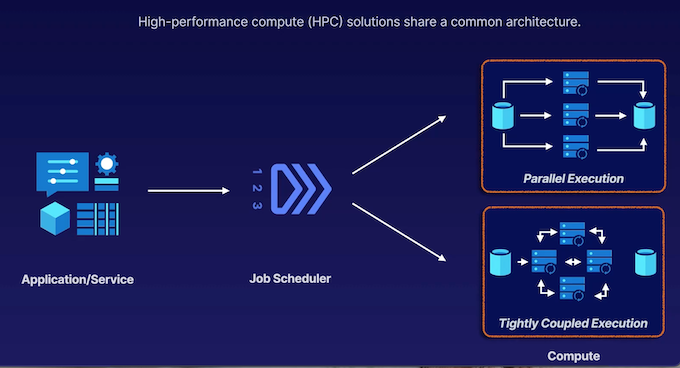 High-performance compute (HPC) solutions share a common architecture.
Parallel Execution
1 2 3
Application/Service
Job Scheduler
Tightly Coupled Execution
Compute